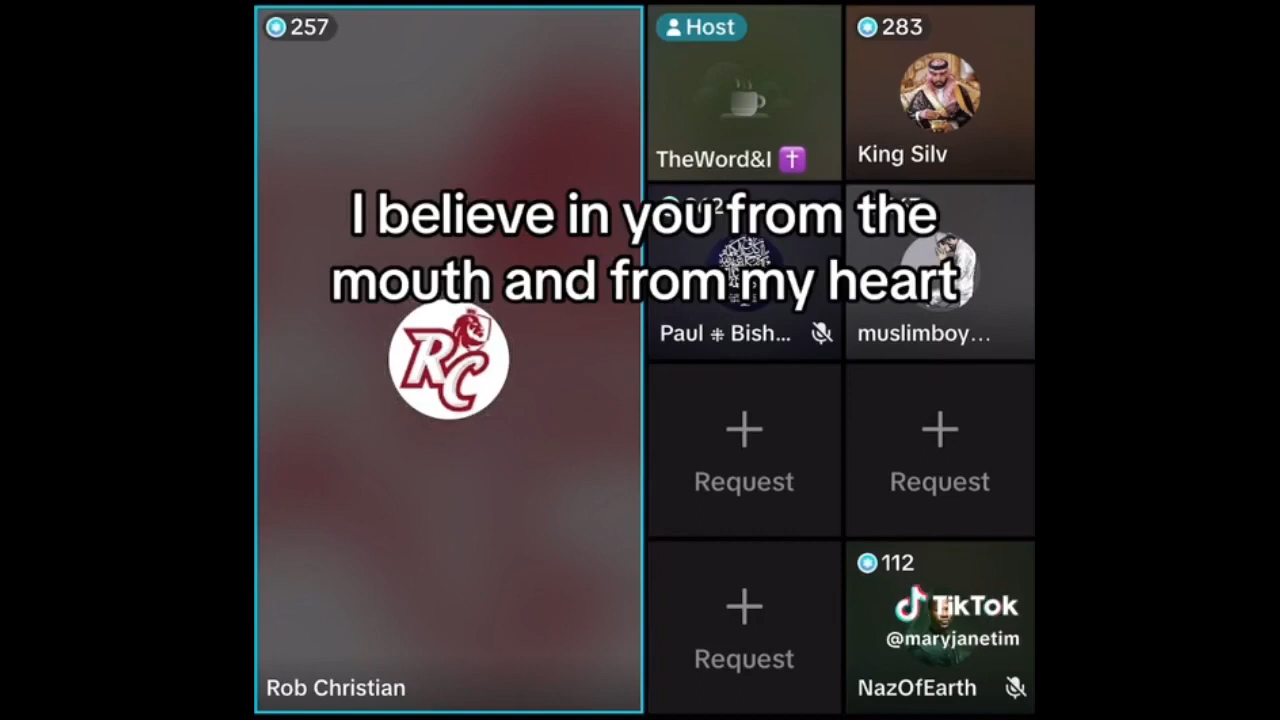 257
Host
283
TheWord&I
King Silv
I believe in you from the
mouth and from my heart
Paul ⁜ Bish...
muslimboy...
RC
Request
Request
Request
112
TikTok
@maryjanetim
Rob Christian
NazOfEarth